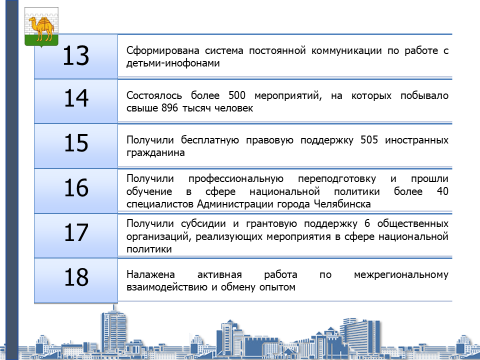 13
Сформирована система постоянной коммуникации по работе с
детьми-инофонами
14
Состоялось более 500 мероприятий, на которых побывало
свыше 896 тысяч человек
15
Получили бесплатную правовую поддержку 505 иностранных
гражданина
16
Получили профессиональную переподготовку и прошли
обучение в сфере национальной политики более 40
специалистов Администрации города Челябинска
17
Получили субсидии и грантовую поддержку 6 общественных
организаций, реализующих мероприятия в сфере национальной
политики
18
Налажена активная работа по межрегиональному
взаимодействию и обмену опытом